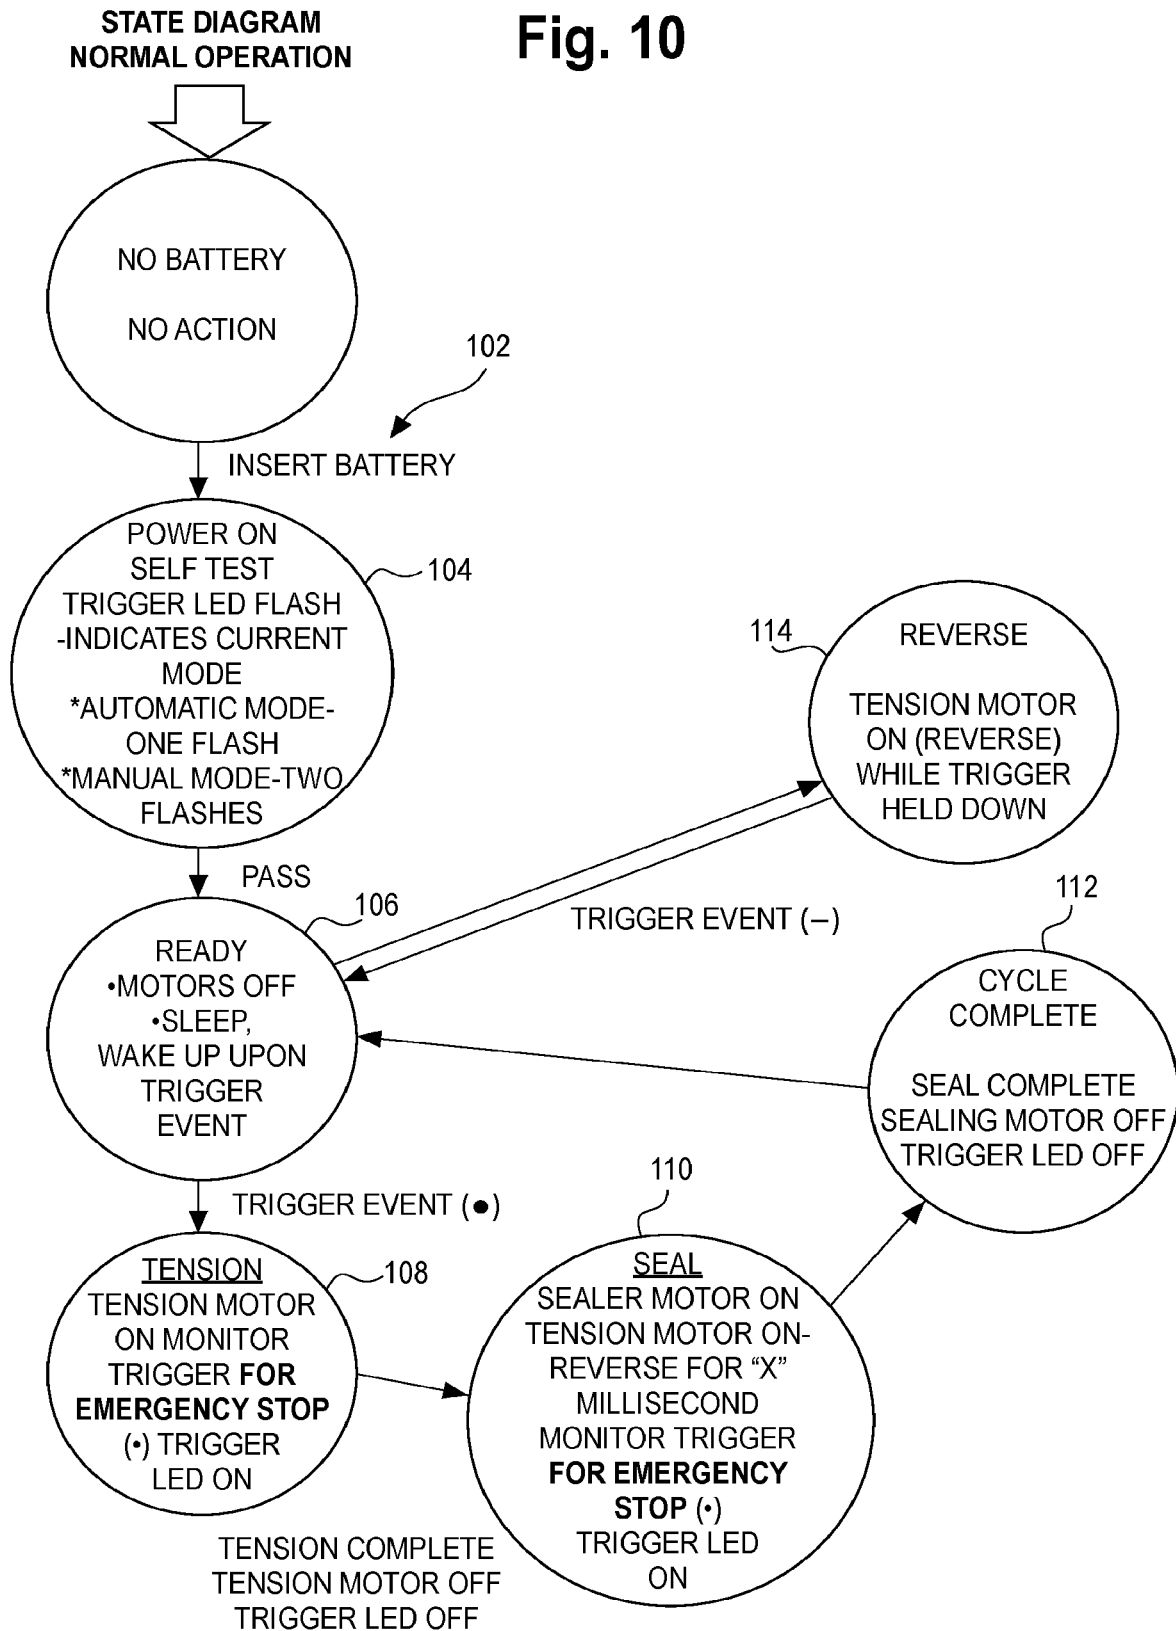 STATE DIAGRAM
NORMAL OPERATION
Fig. 10
NO BATTERY
NO ACTION
102
INSERT BATTERY
POWER ON
SELF TEST
TRIGGER LED FLASH
-INDICATES CURRENT
MODE
*AUTOMATIC MODE-
ONE FLASH
*MANUAL MODE-TWO
FLASHES
104
PASS
114
REVERSE
TENSION MOTOR
ON (REVERSE)
WHILE TRIGGER
HELD DOWN
TRIGGER EVENT (–)
106
READY
•MOTORS OFF
•SLEEP,
WAKE UP UPON
TRIGGER
EVENT
112
CYCLE
COMPLETE
SEAL COMPLETE
SEALING MOTOR OFF
TRIGGER LED OFF
TRIGGER EVENT (●)
108
TENSION
TENSION MOTOR
ON MONITOR
TRIGGER FOR
EMERGENCY STOP
(•) TRIGGER
LED ON
110
SEAL
SEALER MOTOR ON
TENSION MOTOR ON-
REVERSE FOR “X”
MILLISECOND
MONITOR TRIGGER
FOR EMERGENCY
STOP (•)
TRIGGER LED
ON
TENSION COMPLETE
TENSION MOTOR OFF
TRIGGER LED OFF